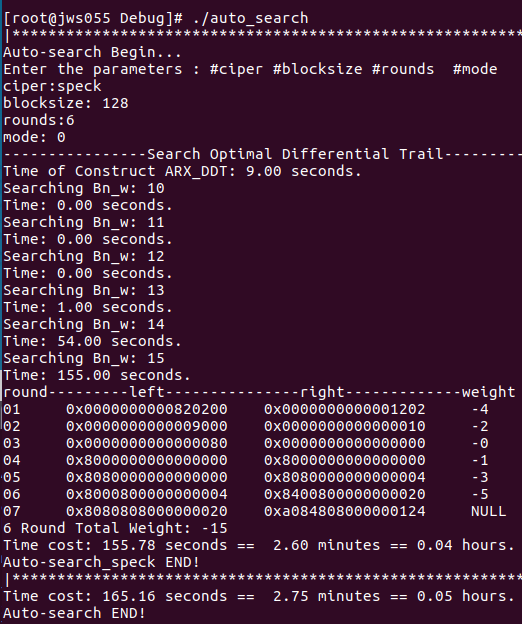 [root@jws055 Debug]# ./auto_search
|****************************************************************
Auto-search Begin...
Enter the parameters : #ciper #blocksize #rounds  #mode
ciper:speck
blocksize: 128
rounds:6
mode: 0
----------------Search Optimal Differential Trail---------
Time of Construct ARX_DDT: 9.00 seconds.
Searching Bn_w: 10
Time: 0.00 seconds.
Searching Bn_w: 11
Time: 0.00 seconds.
Searching Bn_w: 12
Time: 0.00 seconds.
Searching Bn_w: 13
Time: 1.00 seconds.
Searching Bn_w: 14
Time: 54.00 seconds.
Searching Bn_w: 15
Time: 155.00 seconds.
round---------left---------------right-------------weight
01     0x0000000000820200    0x0000000000001202     -4
02     0x0000000000009000    0x0000000000000010     -2
03     0x0000000000000080    0x0000000000000000     -0
04     0x8000000000000000    0x8000000000000000     -1
05     0x8080000000000000    0x8080000000000004     -3
06     0x8000800000000004    0x8400800000000020     -5
07     0x8080808000000020    0xa084808000000124     NULL
6 Round Total Weight: -15
Time cost: 155.78 seconds ==  2.60 minutes == 0.04 hours.
Auto-search_speck END!
|****************************************************************
Time cost: 165.16 seconds ==  2.75 minutes == 0.05 hours.
Auto-search END!